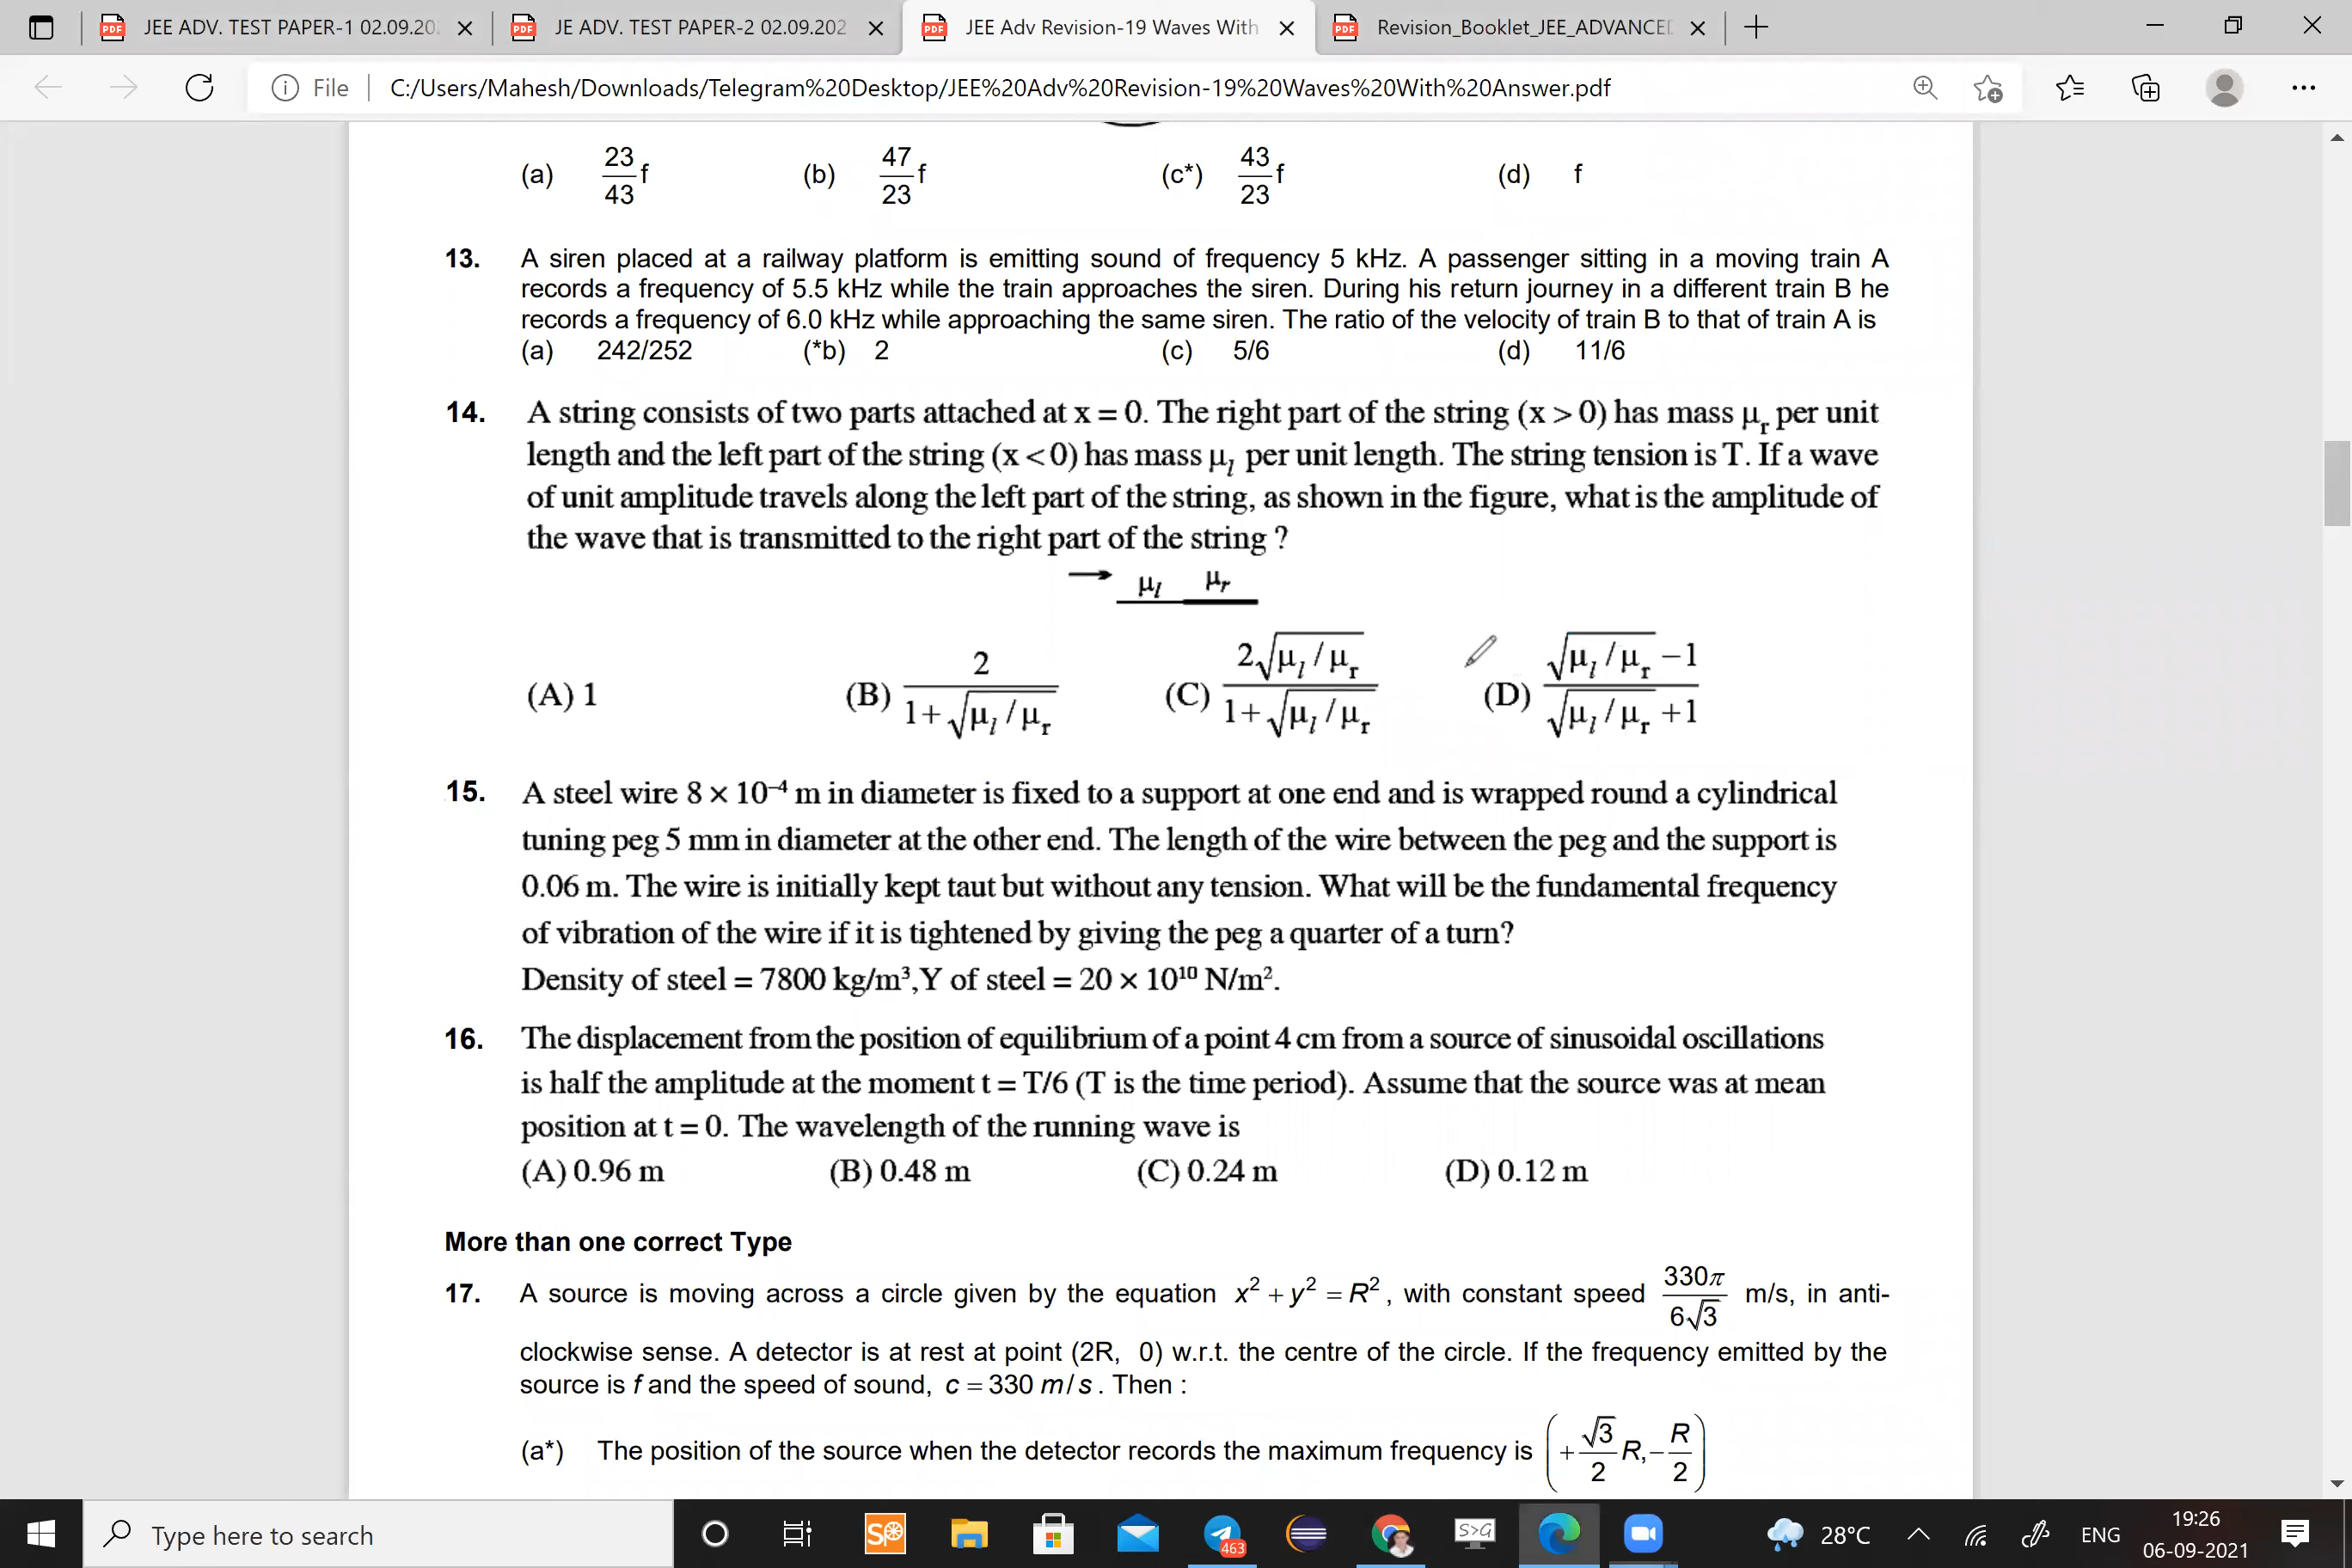 JEE ADV. TEST PAPER-1 02.09.20
JE ADV. TEST PAPER-2 02.09.202
JEE Adv Revision-19 Waves With
Revision_Booklet_JEE_ADVANCED
File
C:/Users/Mahesh/Downloads/Telegram%20Desktop/JEE%20Adv%20Revision-19%20Waves%20With%20Answer.pdf
(a) 23/43 f (b) 47/23 f (c*) 43/23 f (d) f
13. A siren placed at a railway platform is emitting sound of frequency 5 kHz. A passenger sitting in a moving train A
records a frequency of 5.5 kHz while the train approaches the siren. During his return journey in a different train B he
records a frequency of 6.0 kHz while approaching the same siren. The ratio of the velocity of train B to that of train A is
(a) 242/252 (*b) 2 (c) 5/6 (d) 11/6
14. A string consists of two parts attached at x = 0. The right part of the string (x > 0) has mass μr per unit
length and the left part of the string (x < 0) has mass μl per unit length. The string tension is T. If a wave
of unit amplitude travels along the left part of the string, as shown in the figure, what is the amplitude of
the wave that is transmitted to the right part of the string ?
→ μl μr
(A) 1 (B) 2/(1+√(μl/μr)) (C) 2√(μl/μr)/(1+√(μl/μr)) (D) (√(μl/μr) −1)/(√(μl/μr) +1)
15. A steel wire 8 × 10⁻⁴ m in diameter is fixed to a support at one end and is wrapped round a cylindrical
tuning peg 5 mm in diameter at the other end. The length of the wire between the peg and the support is
0.06 m. The wire is initially kept taut but without any tension. What will be the fundamental frequency
of vibration of the wire if it is tightened by giving the peg a quarter of a turn?
Density of steel = 7800 kg/m³,Y of steel = 20 × 10¹⁰ N/m².
16. The displacement from the position of equilibrium of a point 4 cm from a source of sinusoidal oscillations
is half the amplitude at the moment t = T/6 (T is the time period). Assume that the source was at mean
position at t = 0. The wavelength of the running wave is
(A) 0.96 m (B) 0.48 m (C) 0.24 m (D) 0.12 m
More than one correct Type
17. A source is moving across a circle given by the equation x² + y² = R², with constant speed 330π/(6√3) m/s, in anti-
clockwise sense. A detector is at rest at point (2R, 0) w.r.t. the centre of the circle. If the frequency emitted by the
source is f and the speed of sound, c = 330 m/s. Then :
(a*) The position of the source when the detector records the maximum frequency is (+√3/2 R, −R/2)
Type here to search
463
S>G
28°C
ENG
19:26
06-09-2021